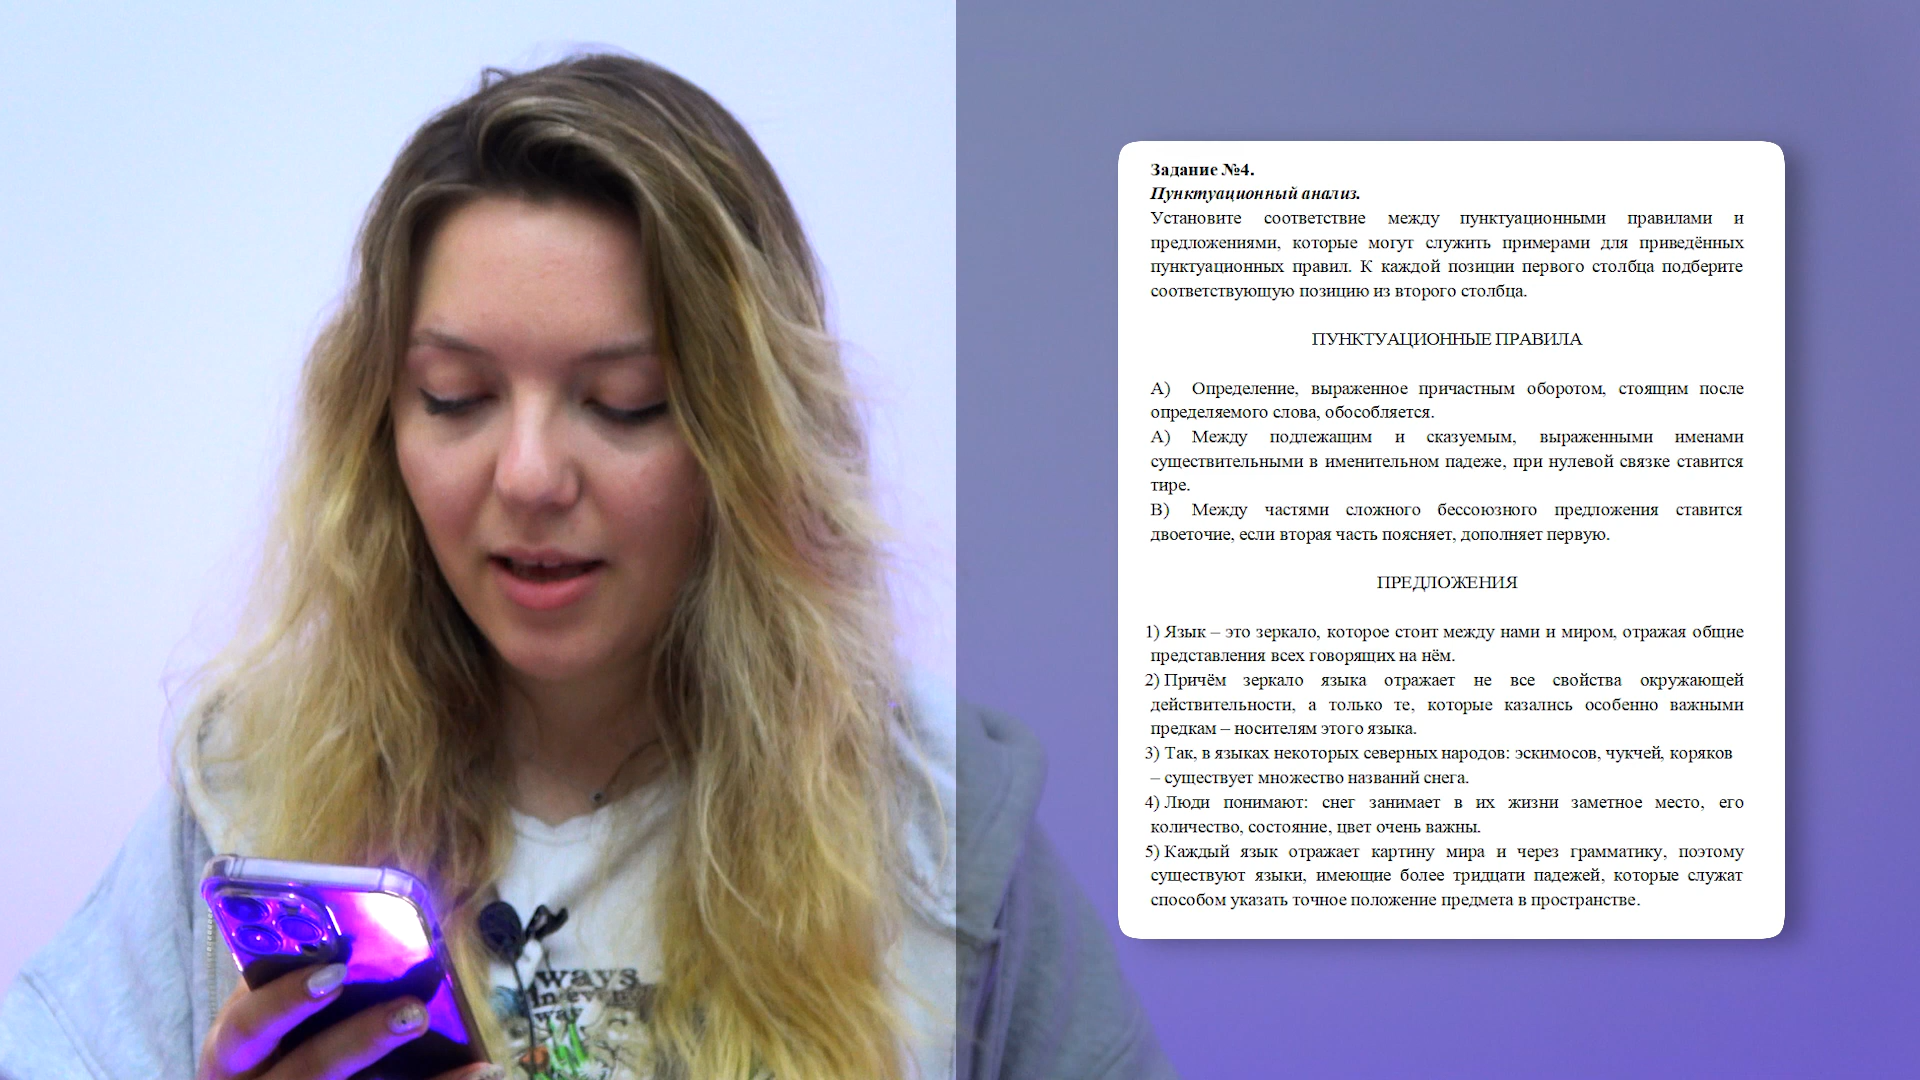 Задание №4.
Пунктуационный анализ.
Установите соответствие между пунктуационными правилами и
предложениями, которые могут служить примерами для приведённых
пунктуационных правил. К каждой позиции первого столбца подберите
соответствующую позицию из второго столбца.
ПУНКТУАЦИОННЫЕ ПРАВИЛА
А) Определение, выраженное причастным оборотом, стоящим после
определяемого слова, обособляется.
А) Между подлежащим и сказуемым, выраженными именами
существительными в именительном падеже, при нулевой связке ставится
тире.
В) Между частями сложного бессоюзного предложения ставится
двоеточие, если вторая часть поясняет, дополняет первую.
ПРЕДЛОЖЕНИЯ
1) Язык – это зеркало, которое стоит между нами и миром, отражая общие
представления всех говорящих на нём.
2) Причём зеркало языка отражает не все свойства окружающей
действительности, а только те, которые казались особенно важными
предкам – носителям этого языка.
3) Так, в языках некоторых северных народов: эскимосов, чукчей, коряков
– существует множество названий снега.
4) Люди понимают: снег занимает в их жизни заметное место, его
количество, состояние, цвет очень важны.
5) Каждый язык отражает картину мира и через грамматику, поэтому
существуют языки, имеющие более тридцати падежей, которые служат
способом указать точное положение предмета в пространстве.
ways
in every
way